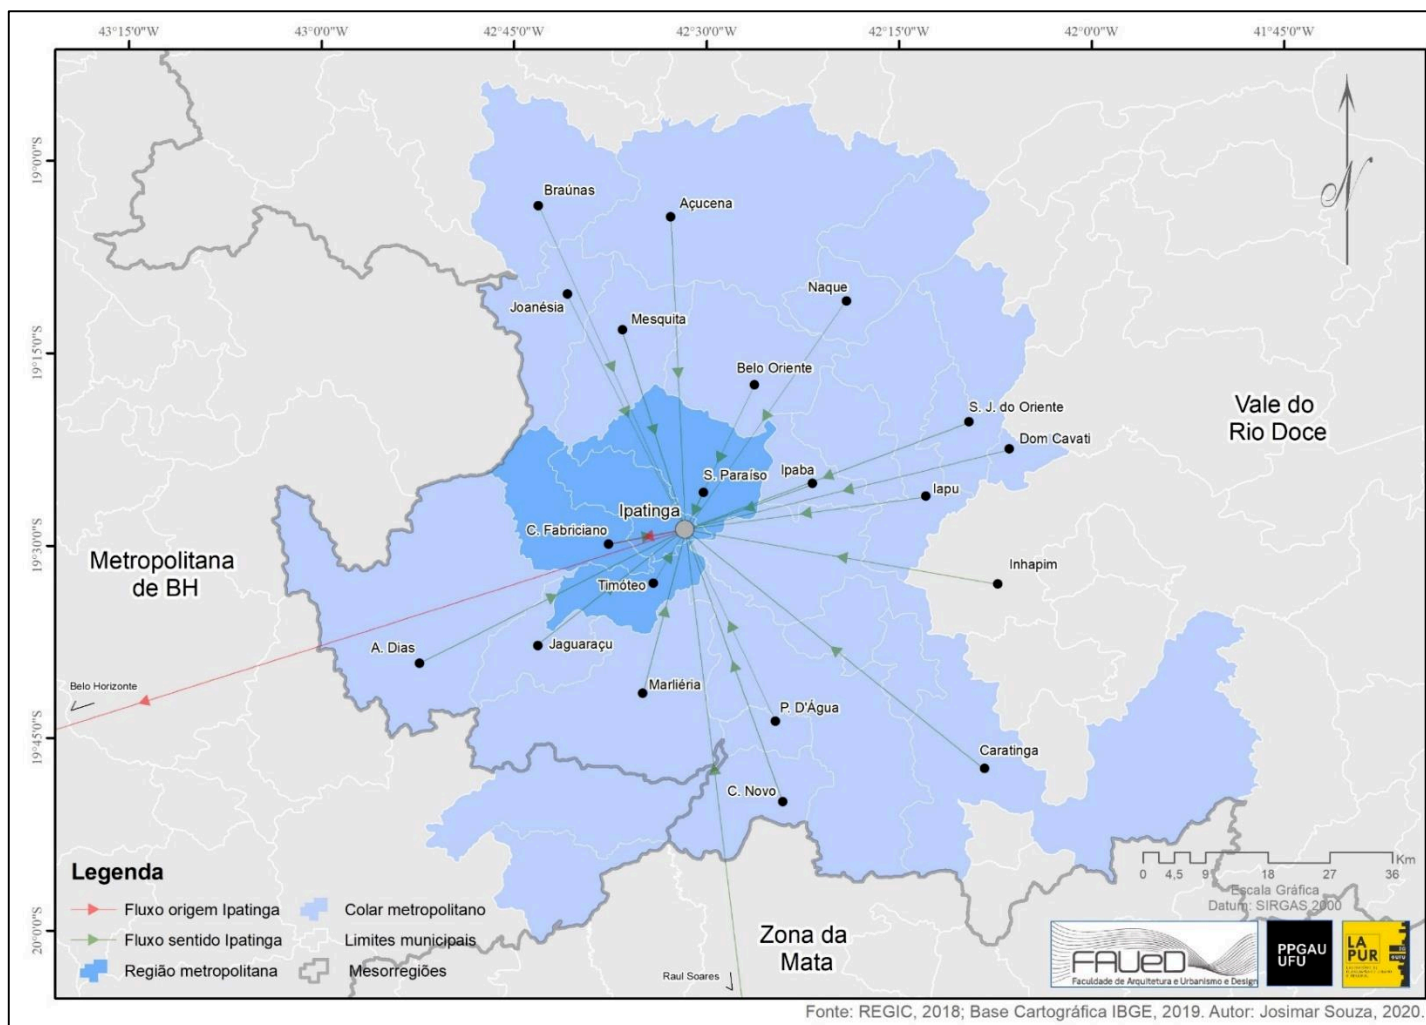 43°15'0"W
43°0'0"W
42°45'0"W
42°30'0"W
42°15'0"W
42°0'0"W
41°45'0"W
19°0'0"S
19°15'0"S
19°30'0"S
19°45'0"S
20°0'0"S
N
Braúnas
Açucena
Joanésia
Mesquita
Naque
Belo Oriente
S. J. do Oriente
Dom Cavati
Vale do
Rio Doce
S. Paraíso
Ipaba
Iapu
Ipatinga
C. Fabriciano
Metropolitana
de BH
Timóteo
Inhapim
A. Dias
Jaguaraçu
Marliéria
Belo Horizonte
P. D'Água
Caratinga
C. Novo
Legenda
Fluxo origem Ipatinga
Fluxo sentido Ipatinga
Região metropolitana
Colar metropolitano
Limites municipais
Mesorregiões
Zona da
Mata
Raul Soares
Km
0 4,5 9 18 27 36
Escala Gráfica
Datum: SIRGAS 2000
FAUeD
Faculdade de Arquitetura e Urbanismo e Design
PPGAU
UFU
LA
PUR
Fonte: REGIC, 2018; Base Cartográfica IBGE, 2019. Autor: Josimar Souza, 2020.